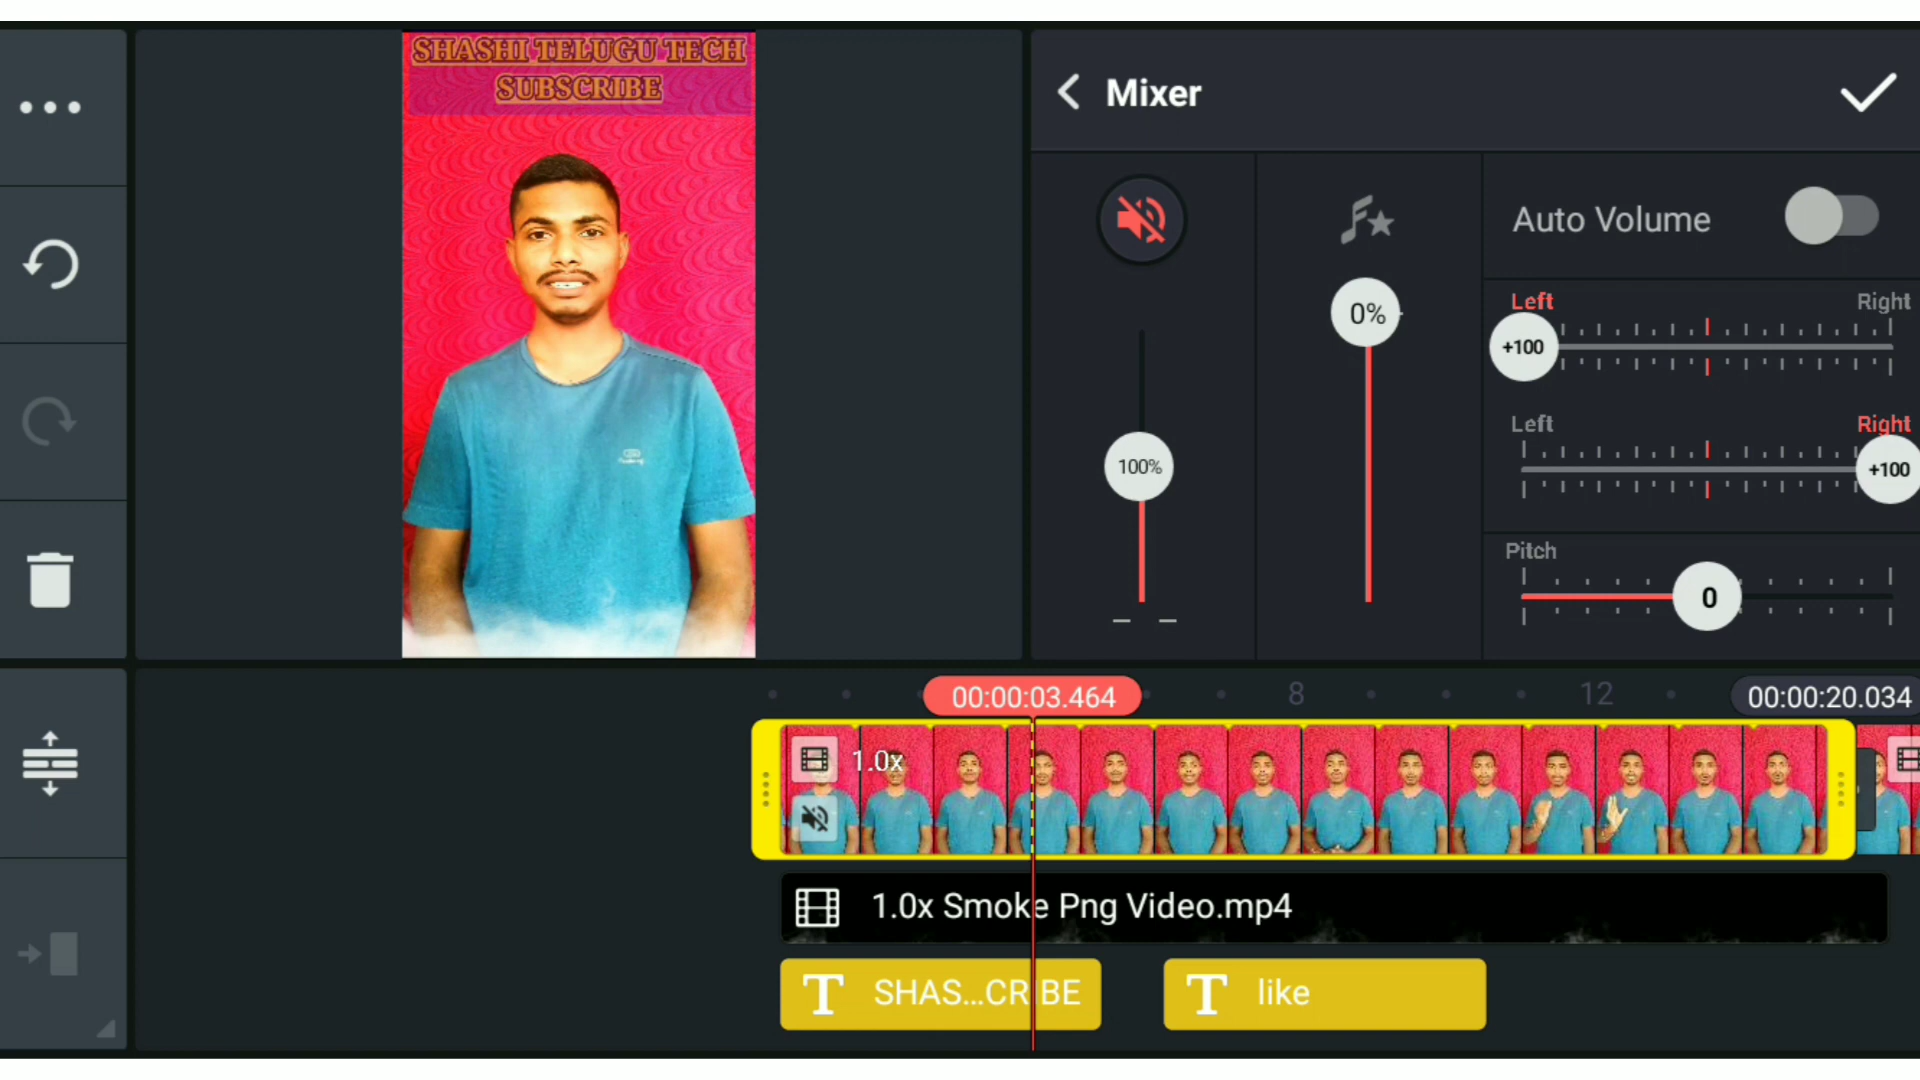 SHASHI TELUGU TECH
SUBSCRIBE
Mixer
Auto Volume
0%
100%
Left Right
+100
Left Right
+100
Pitch
0
00:00:03.464 8 12 00:00:20.034
1.0x
1.0x Smoke Png Video.mp4
T SHAS...CRIBE
T like